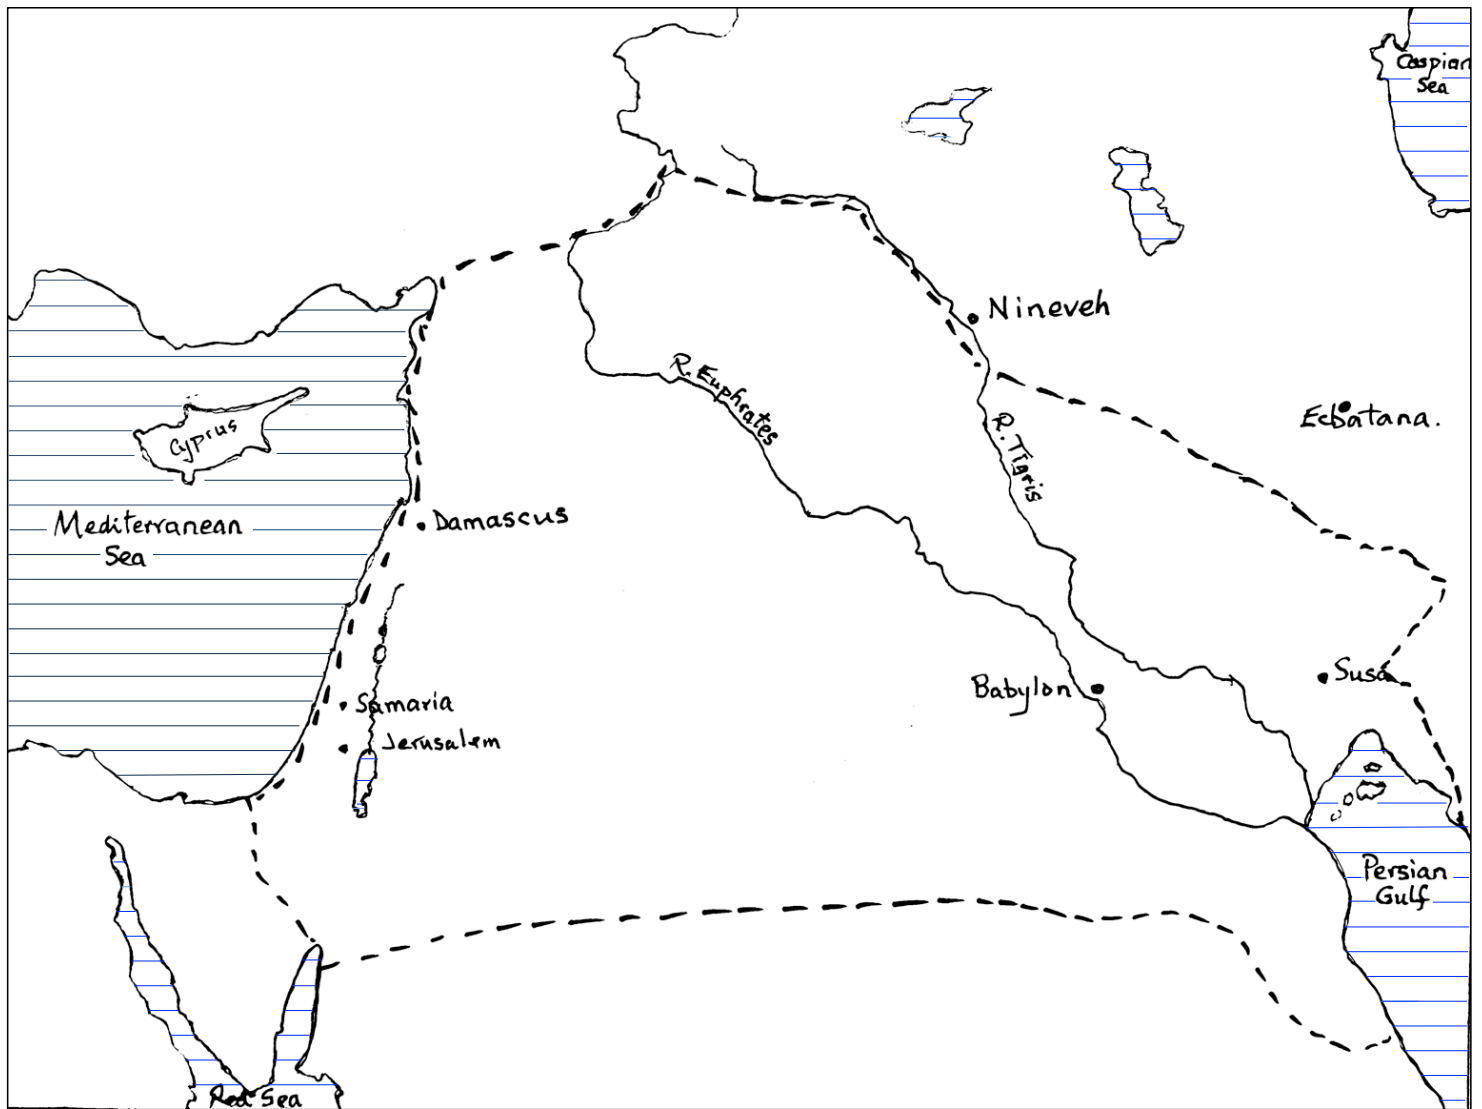 Caspian
Sea
Nineveh
R. Euphrates
Ecbatana.
R. Tigris
Cyprus
Mediterranean
Sea
Damascus
Susa
Babylon
Samaria
Jerusalem
Persian
Gulf
Red Sea